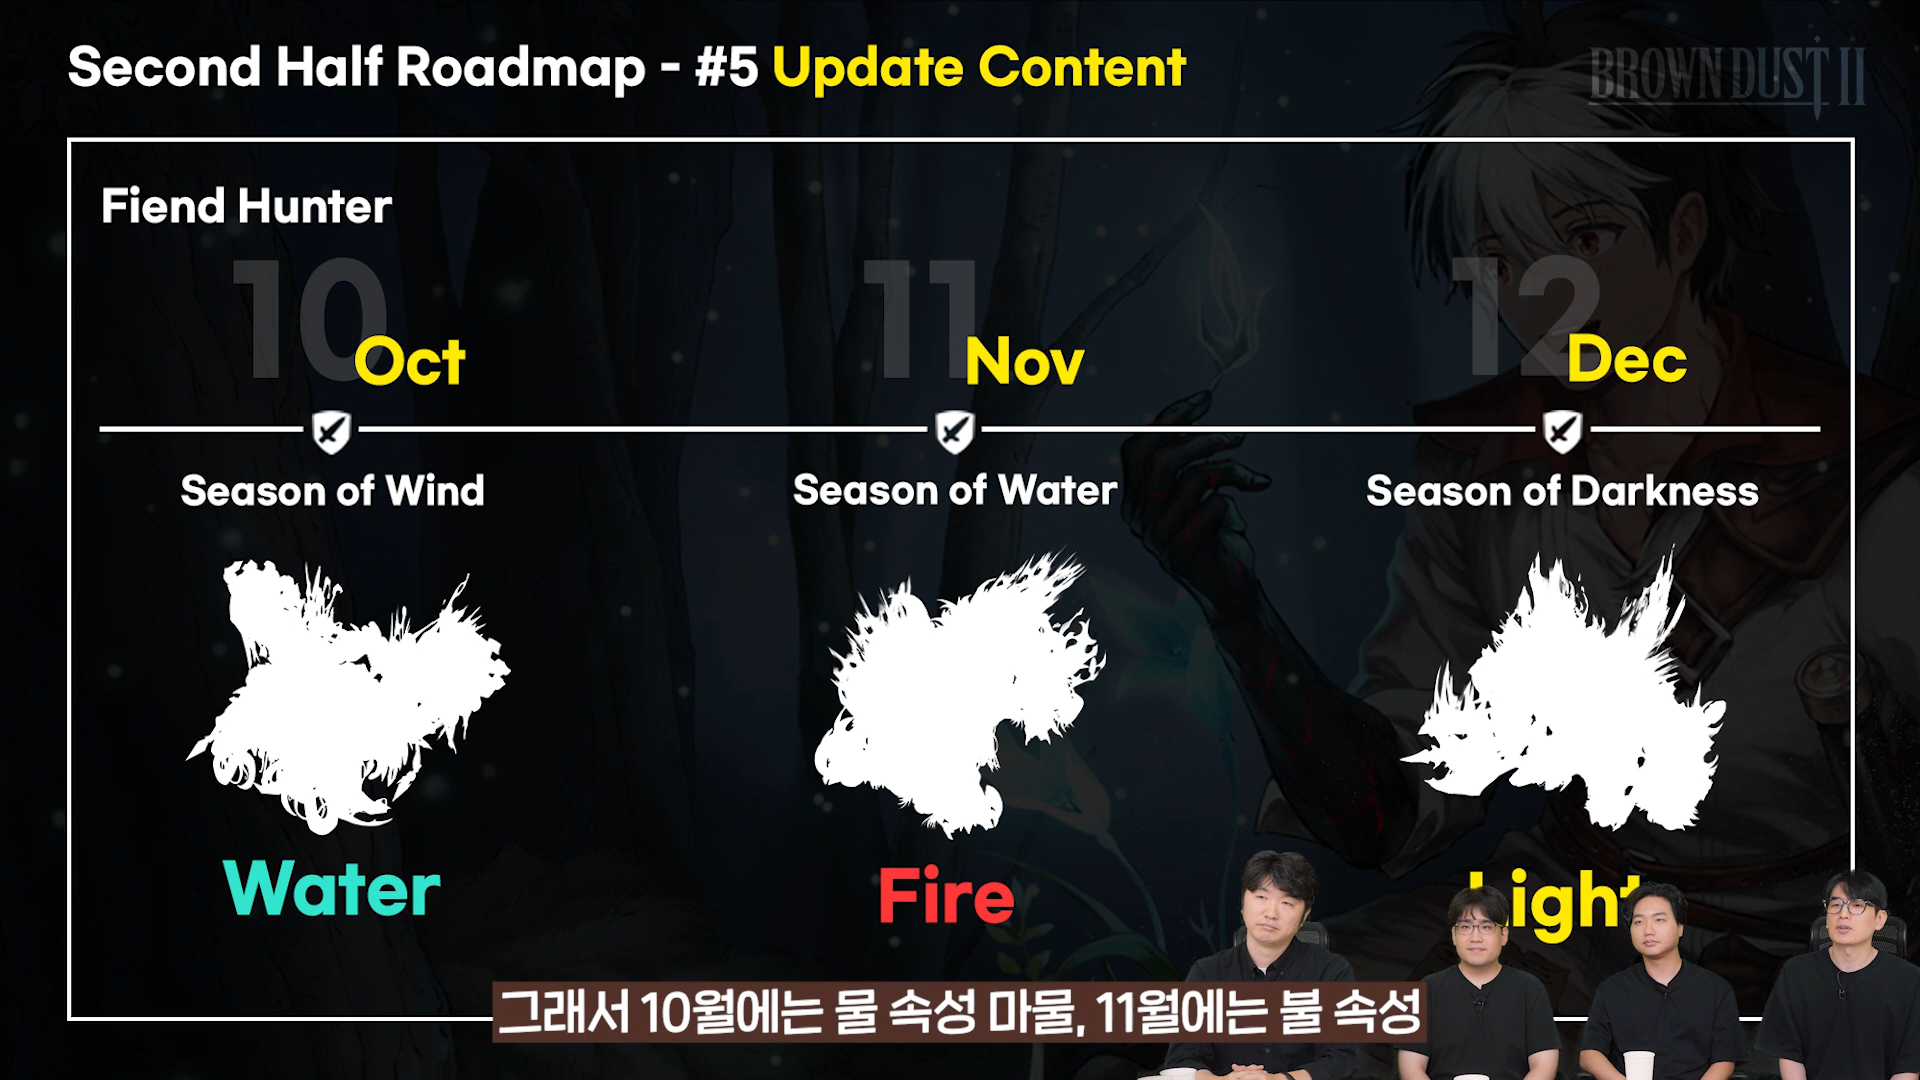 Second Half Roadmap - #5 Update Content
BROWN DUST II
Fiend Hunter
10 Oct
11 Nov
12 Dec
Season of Wind
Season of Water
Season of Darkness
Water
Fire
Light
그래서 10월에는 물 속성 마물, 11월에는 불 속성